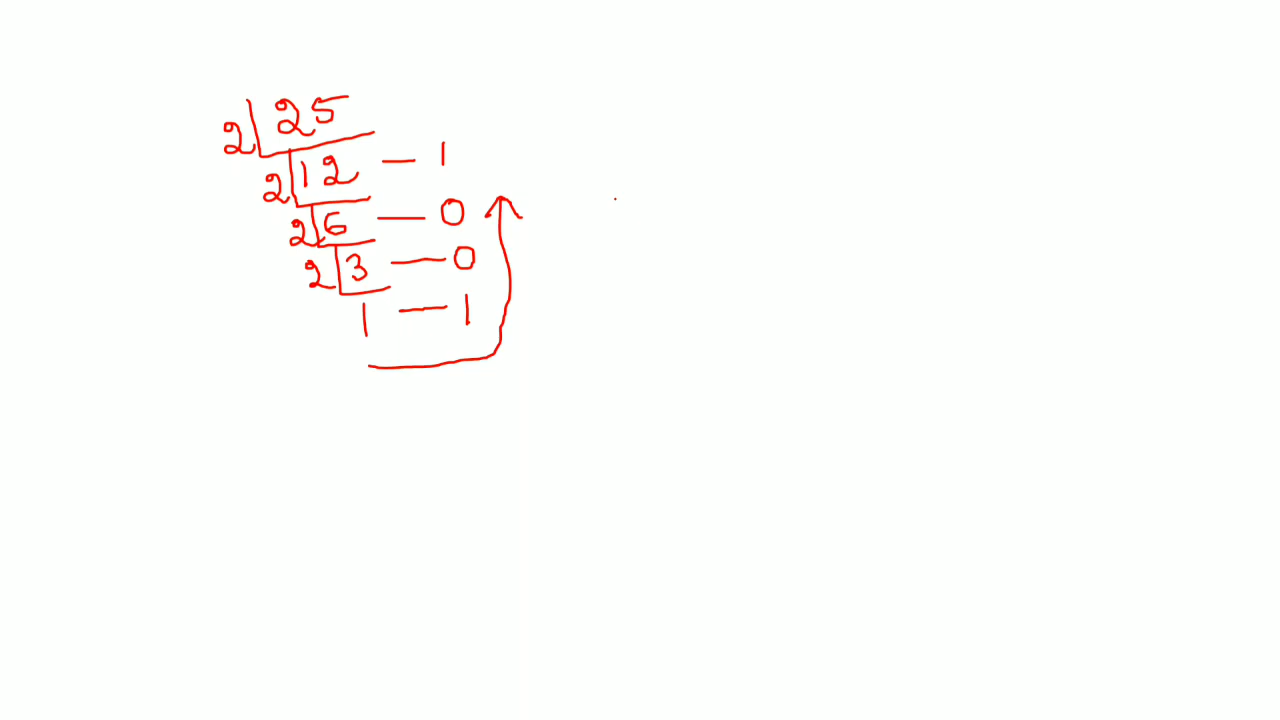 2 25
2 12 — 1
2 6 — 0
2 3 — 0
1 — 1